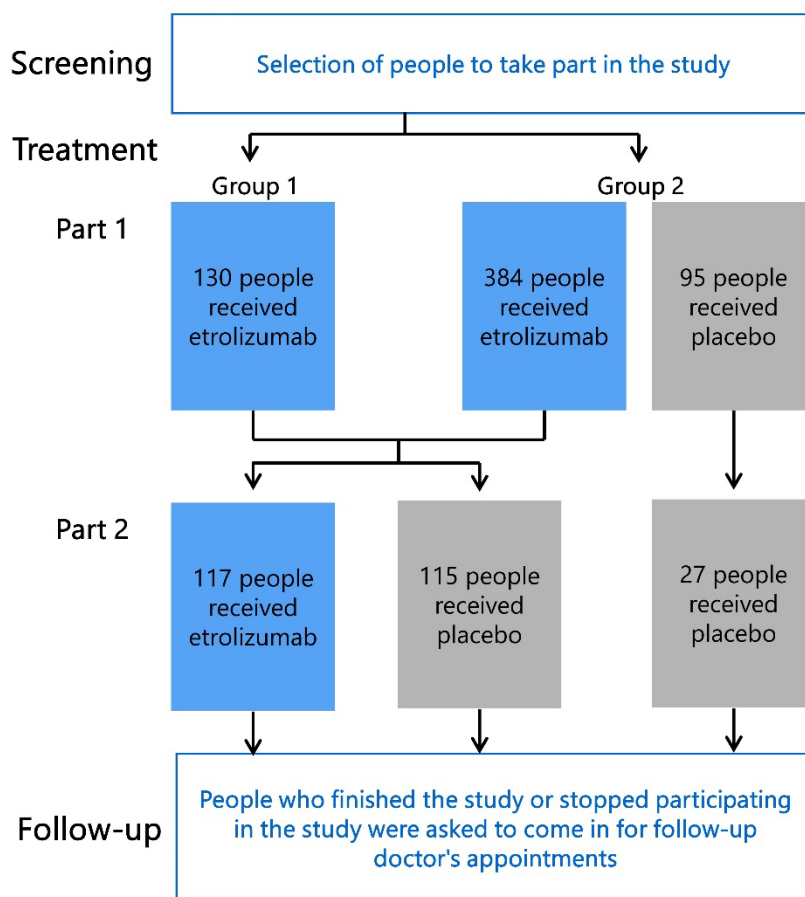 Screening
Selection of people to take part in the study
Treatment
Group 1
Group 2
Part 1
130 people
received
etrolizumab
384 people
received
etrolizumab
95 people
received
placebo
Part 2
117 people
received
etrolizumab
115 people
received
placebo
27 people
received
placebo
Follow-up
People who finished the study or stopped participating
in the study were asked to come in for follow-up
doctor's appointments